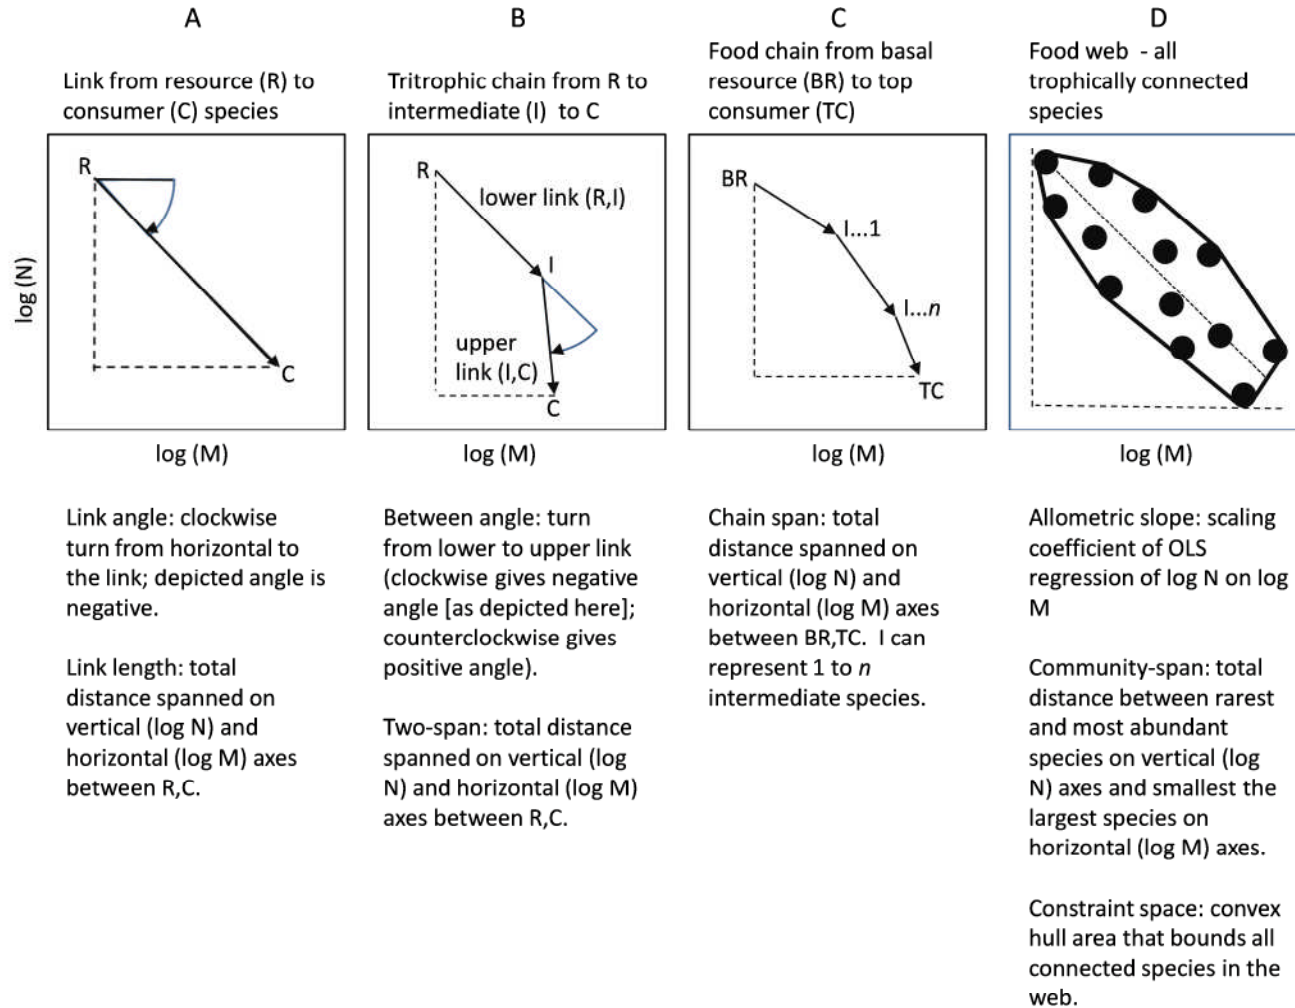 A
Link from resource (R) to
consumer (C) species
R
C
log (N)
log (M)
Link angle: clockwise
turn from horizontal to
the link; depicted angle is
negative.
Link length: total
distance spanned on
vertical (log N) and
horizontal (log M) axes
between R,C.
B
Tritrophic chain from R to
intermediate (I)  to C
R
lower link (R,I)
I
upper
link (I,C)
C
log (M)
Between angle: turn
from lower to upper link
(clockwise gives negative
angle [as depicted here];
counterclockwise gives
positive angle).
Two-span: total distance
spanned on vertical (log
N) and horizontal (log M)
axes between R,C.
C
Food chain from basal
resource (BR) to top
consumer (TC)
BR
I...1
I...n
TC
log (M)
Chain span: total
distance spanned on
vertical (log N) and
horizontal (log M) axes
between BR,TC.  I can
represent 1 to n
intermediate species.
D
Food web  - all
trophically connected
species
log (M)
Allometric slope: scaling
coefficient of OLS
regression of log N on log
M
Community-span: total
distance between rarest
and most abundant
species on vertical (log
N) axes and smallest the
largest species on
horizontal (log M) axes.
Constraint space: convex
hull area that bounds all
connected species in the
web.